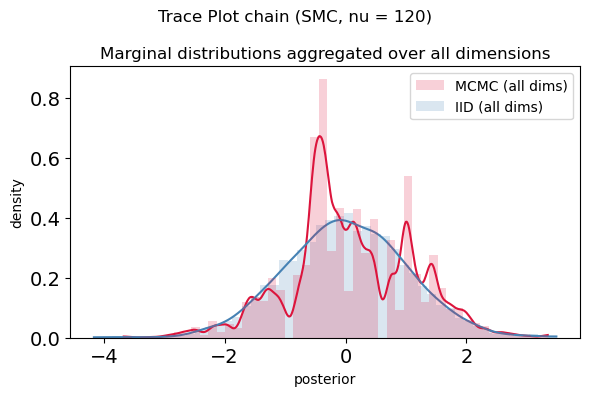 Trace Plot chain (SMC, nu = 120)
Marginal distributions aggregated over all dimensions
MCMC (all dims)
IID (all dims)
density
0.8
0.6
0.4
0.2
0.0
−4
−2
0
2
posterior